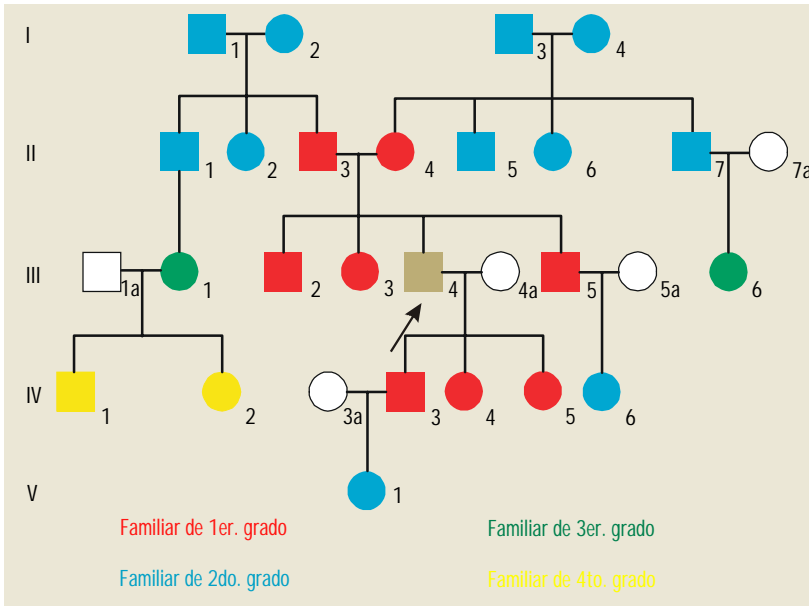 I
1 2 3 4
II
1 2 3 4 5 6 7 7a
III
1a 1 2 3 4 4a 5 5a 6
IV
1 2 3a 3 4 5 6
V
1
Familiar de 1er. grado Familiar de 3er. grado
Familiar de 2do. grado Familiar de 4to. grado